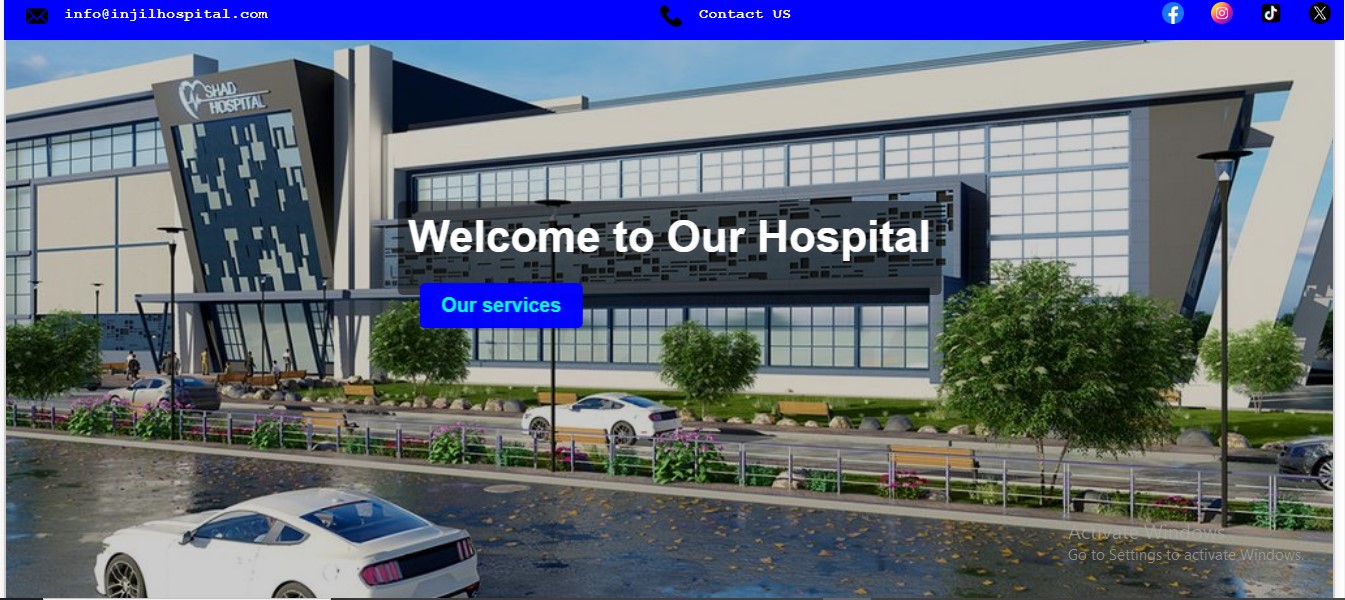 info@injilhospital.com
Contact US
SHAD
HOSPITAL
Welcome to Our Hospital
Our services
Activate Windows
Go to Settings to activate Windows.